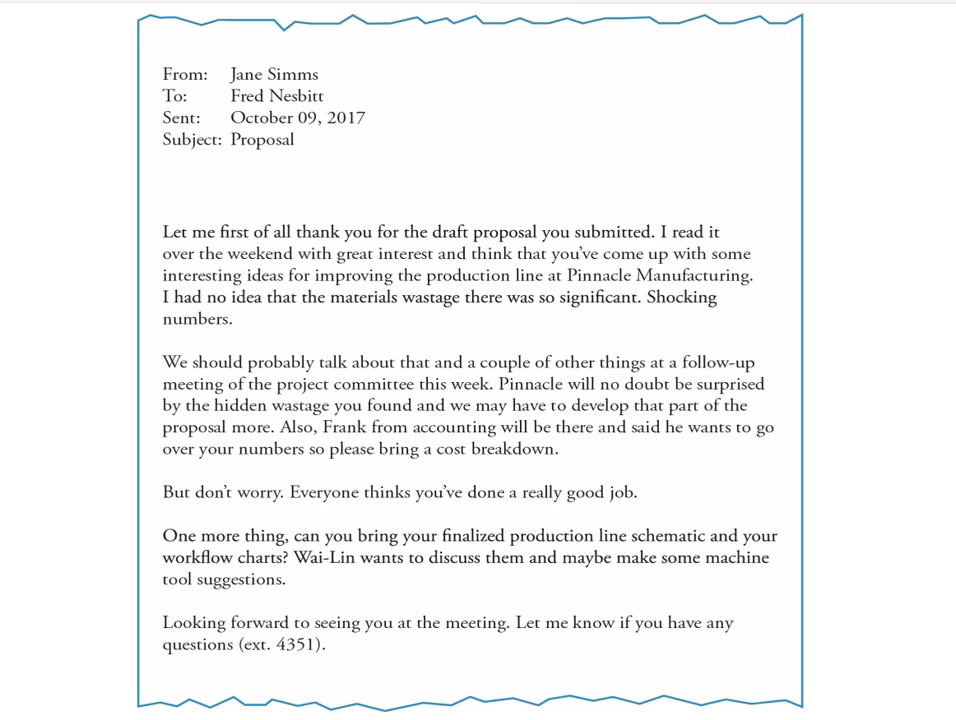 From: Jane Simms
To: Fred Nesbitt
Sent: October 09, 2017
Subject: Proposal
Let me first of all thank you for the draft proposal you submitted. I read it
over the weekend with great interest and think that you’ve come up with some
interesting ideas for improving the production line at Pinnacle Manufacturing.
I had no idea that the materials wastage there was so significant. Shocking
numbers.
We should probably talk about that and a couple of other things at a follow-up
meeting of the project committee this week. Pinnacle will no doubt be surprised
by the hidden wastage you found and we may have to develop that part of the
proposal more. Also, Frank from accounting will be there and said he wants to go
over your numbers so please bring a cost breakdown.
But don’t worry. Everyone thinks you’ve done a really good job.
One more thing, can you bring your finalized production line schematic and your
workflow charts? Wai-Lin wants to discuss them and maybe make some machine
tool suggestions.
Looking forward to seeing you at the meeting. Let me know if you have any
questions (ext. 4351).